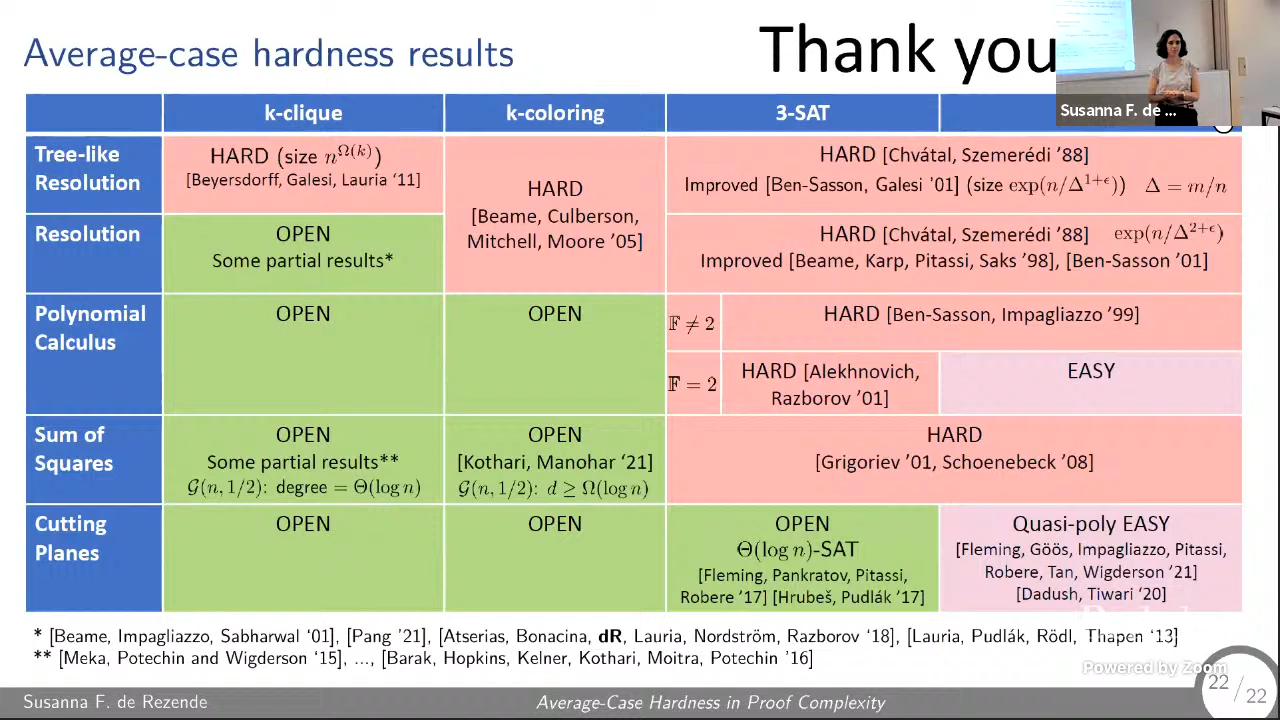 Average-case hardness results
Thank you
Susanna F. de ...
k-clique
k-coloring
3-SAT
Tree-like
Resolution
HARD (size n^Ω(k))
[Beyersdorff, Galesi, Lauria ‘11]
HARD
[Beame, Culberson,
Mitchell, Moore ’05]
HARD [Chvátal, Szemerédi ’88]
Improved [Ben-Sasson, Galesi ’01] (size exp(n/Δ^{1+ϵ})) Δ = m/n
Resolution
OPEN
Some partial results*
HARD [Chvátal, Szemerédi ’88] exp(n/Δ^{2+ϵ})
Improved [Beame, Karp, Pitassi, Saks ’98], [Ben-Sasson ’01]
Polynomial
Calculus
OPEN
OPEN
𝔽 ≠ 2
HARD [Ben-Sasson, Impagliazzo ’99]
𝔽 = 2
HARD [Alekhnovich,
Razborov ’01]
EASY
Sum of
Squares
OPEN
Some partial results**
𝒢(n, 1/2): degree = Θ(log n)
OPEN
[Kothari, Manohar ‘21]
𝒢(n, 1/2): d ≥ Ω(log n)
HARD
[Grigoriev ’01, Schoenebeck ’08]
Cutting
Planes
OPEN
OPEN
OPEN
Θ(log n)-SAT
[Fleming, Pankratov, Pitassi,
Robere ’17] [Hrubeš, Pudlák ’17]
Quasi-poly EASY
[Fleming, Göös, Impagliazzo, Pitassi,
Robere, Tan, Wigderson ’21]
[Dadush, Tiwari ’20]
* [Beame, Impagliazzo, Sabharwal ‘01], [Pang ’21], [Atserias, Bonacina, dR, Lauria, Nordström, Razborov ‘18], [Lauria, Pudlák, Rödl, Thapen ‘13]
** [Meka, Potechin and Wigderson ‘15], ..., [Barak, Hopkins, Kelner, Kothari, Moitra, Potechin ’16]
Powered by Zoom
Susanna F. de Rezende
Average-Case Hardness in Proof Complexity
22 / 22